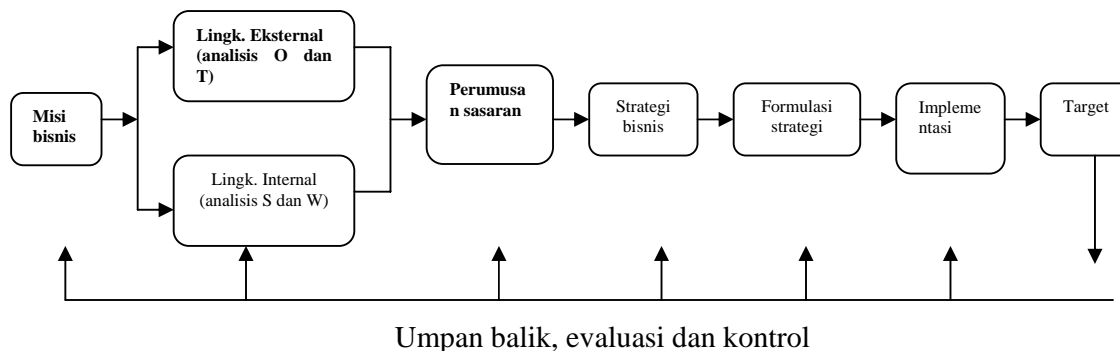 Misi
bisnis
Lingk. Eksternal
(analisis O dan
T)
Lingk. Internal
(analisis S dan W)
Perumusa
n sasaran
Strategi
bisnis
Formulasi
strategi
Impleme
ntasi
Target
Umpan balik, evaluasi dan kontrol